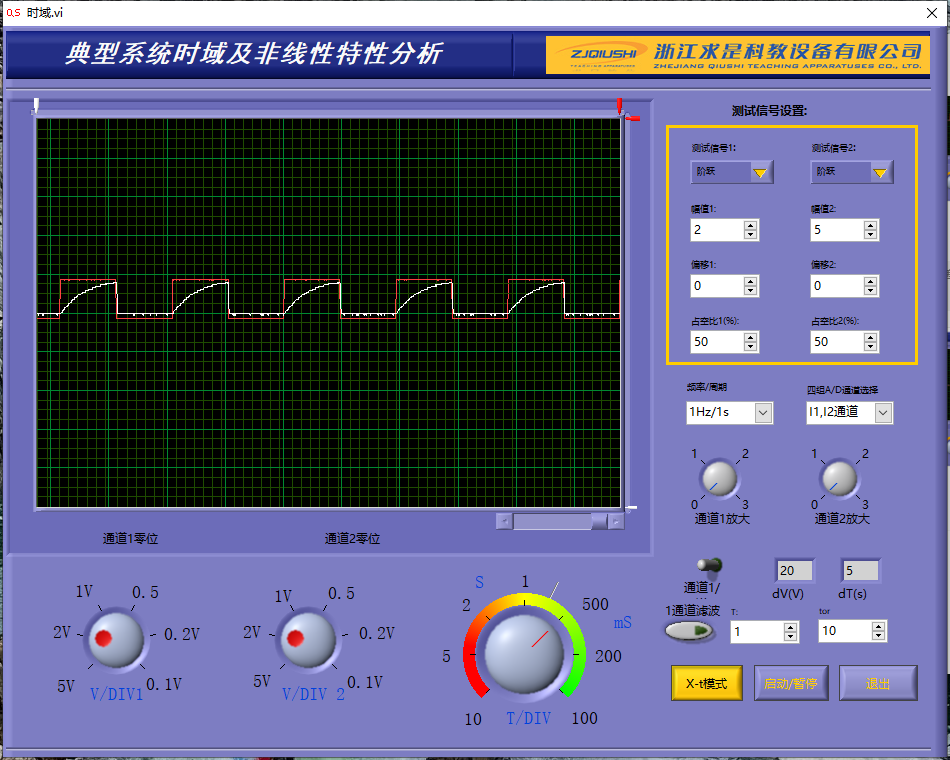 时域.vi
典型系统时域及非线性特性分析
ZJQIUSHI 浙江求是科教设备有限公司
ZHEJIANG QIUSHI TEACHING APPARATUSES CO., LTD.
测试信号设置:
测试信号1: 测试信号2:
阶跃 阶跃
幅值1: 幅值2:
2 5
偏移1: 偏移2:
0 0
占空比1(%): 占空比2(%):
50 50
频率/周期 四组A/D通道选择
1Hz/1s I1,I2通道
1 2 1 2
0 3 0 3
通道1放大 通道2放大
通道1零位 通道2零位
通道1/
20 5
dV(V) dT(s)
1通道滤波 T: tor
1 10
X-t模式 启动/暂停 退出
1V 0.5
2V 0.2V
5V 0.1V
V/DIV1
1V 0.5
2V 0.2V
5V 0.1V
V/DIV 2
S 1
2 500
mS
5 200
10 T/DIV 100